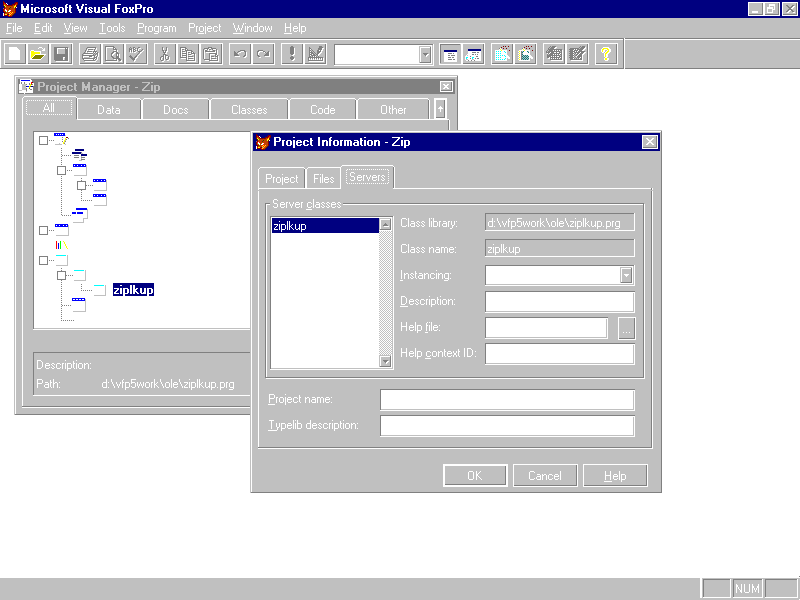 Microsoft Visual FoxPro
File Edit View Tools Program Project Window Help
Project Manager - Zip
All Data Docs Classes Code Other
ziplkup
Description:
Path: d:\vfp5work\ole\ziplkup.prg
Project Information - Zip
Project Files Servers
Server classes
ziplkup
Class library: d:\vfp5work\ole\ziplkup.prg
Class name: ziplkup
Instancing:
Description:
Help file: ...
Help context ID:
Project name:
Typelib description:
OK Cancel Help
NUM